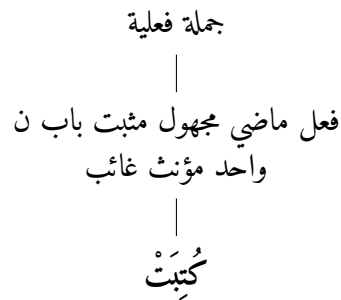 جملة فعلية
فعل ماضي مجهول مثبت باب ن
واحد مؤنث غائب
كُتِبَتْ